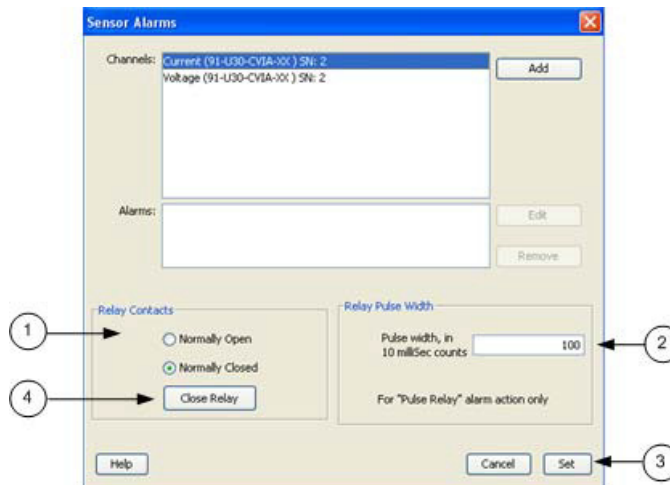 Sensor Alarms
Channels:
Current (91-U30-CVIA-XX ) SN: 2
Voltage (91-U30-CVIA-XX ) SN: 2
Add
Alarms:
Edit
Remove
Relay Contacts
Normally Open
Normally Closed
Close Relay
Relay Pulse Width
Pulse width, in
10 milliSec counts
100
For "Pulse Relay" alarm action only
1
2
4
Help
Cancel
Set
3